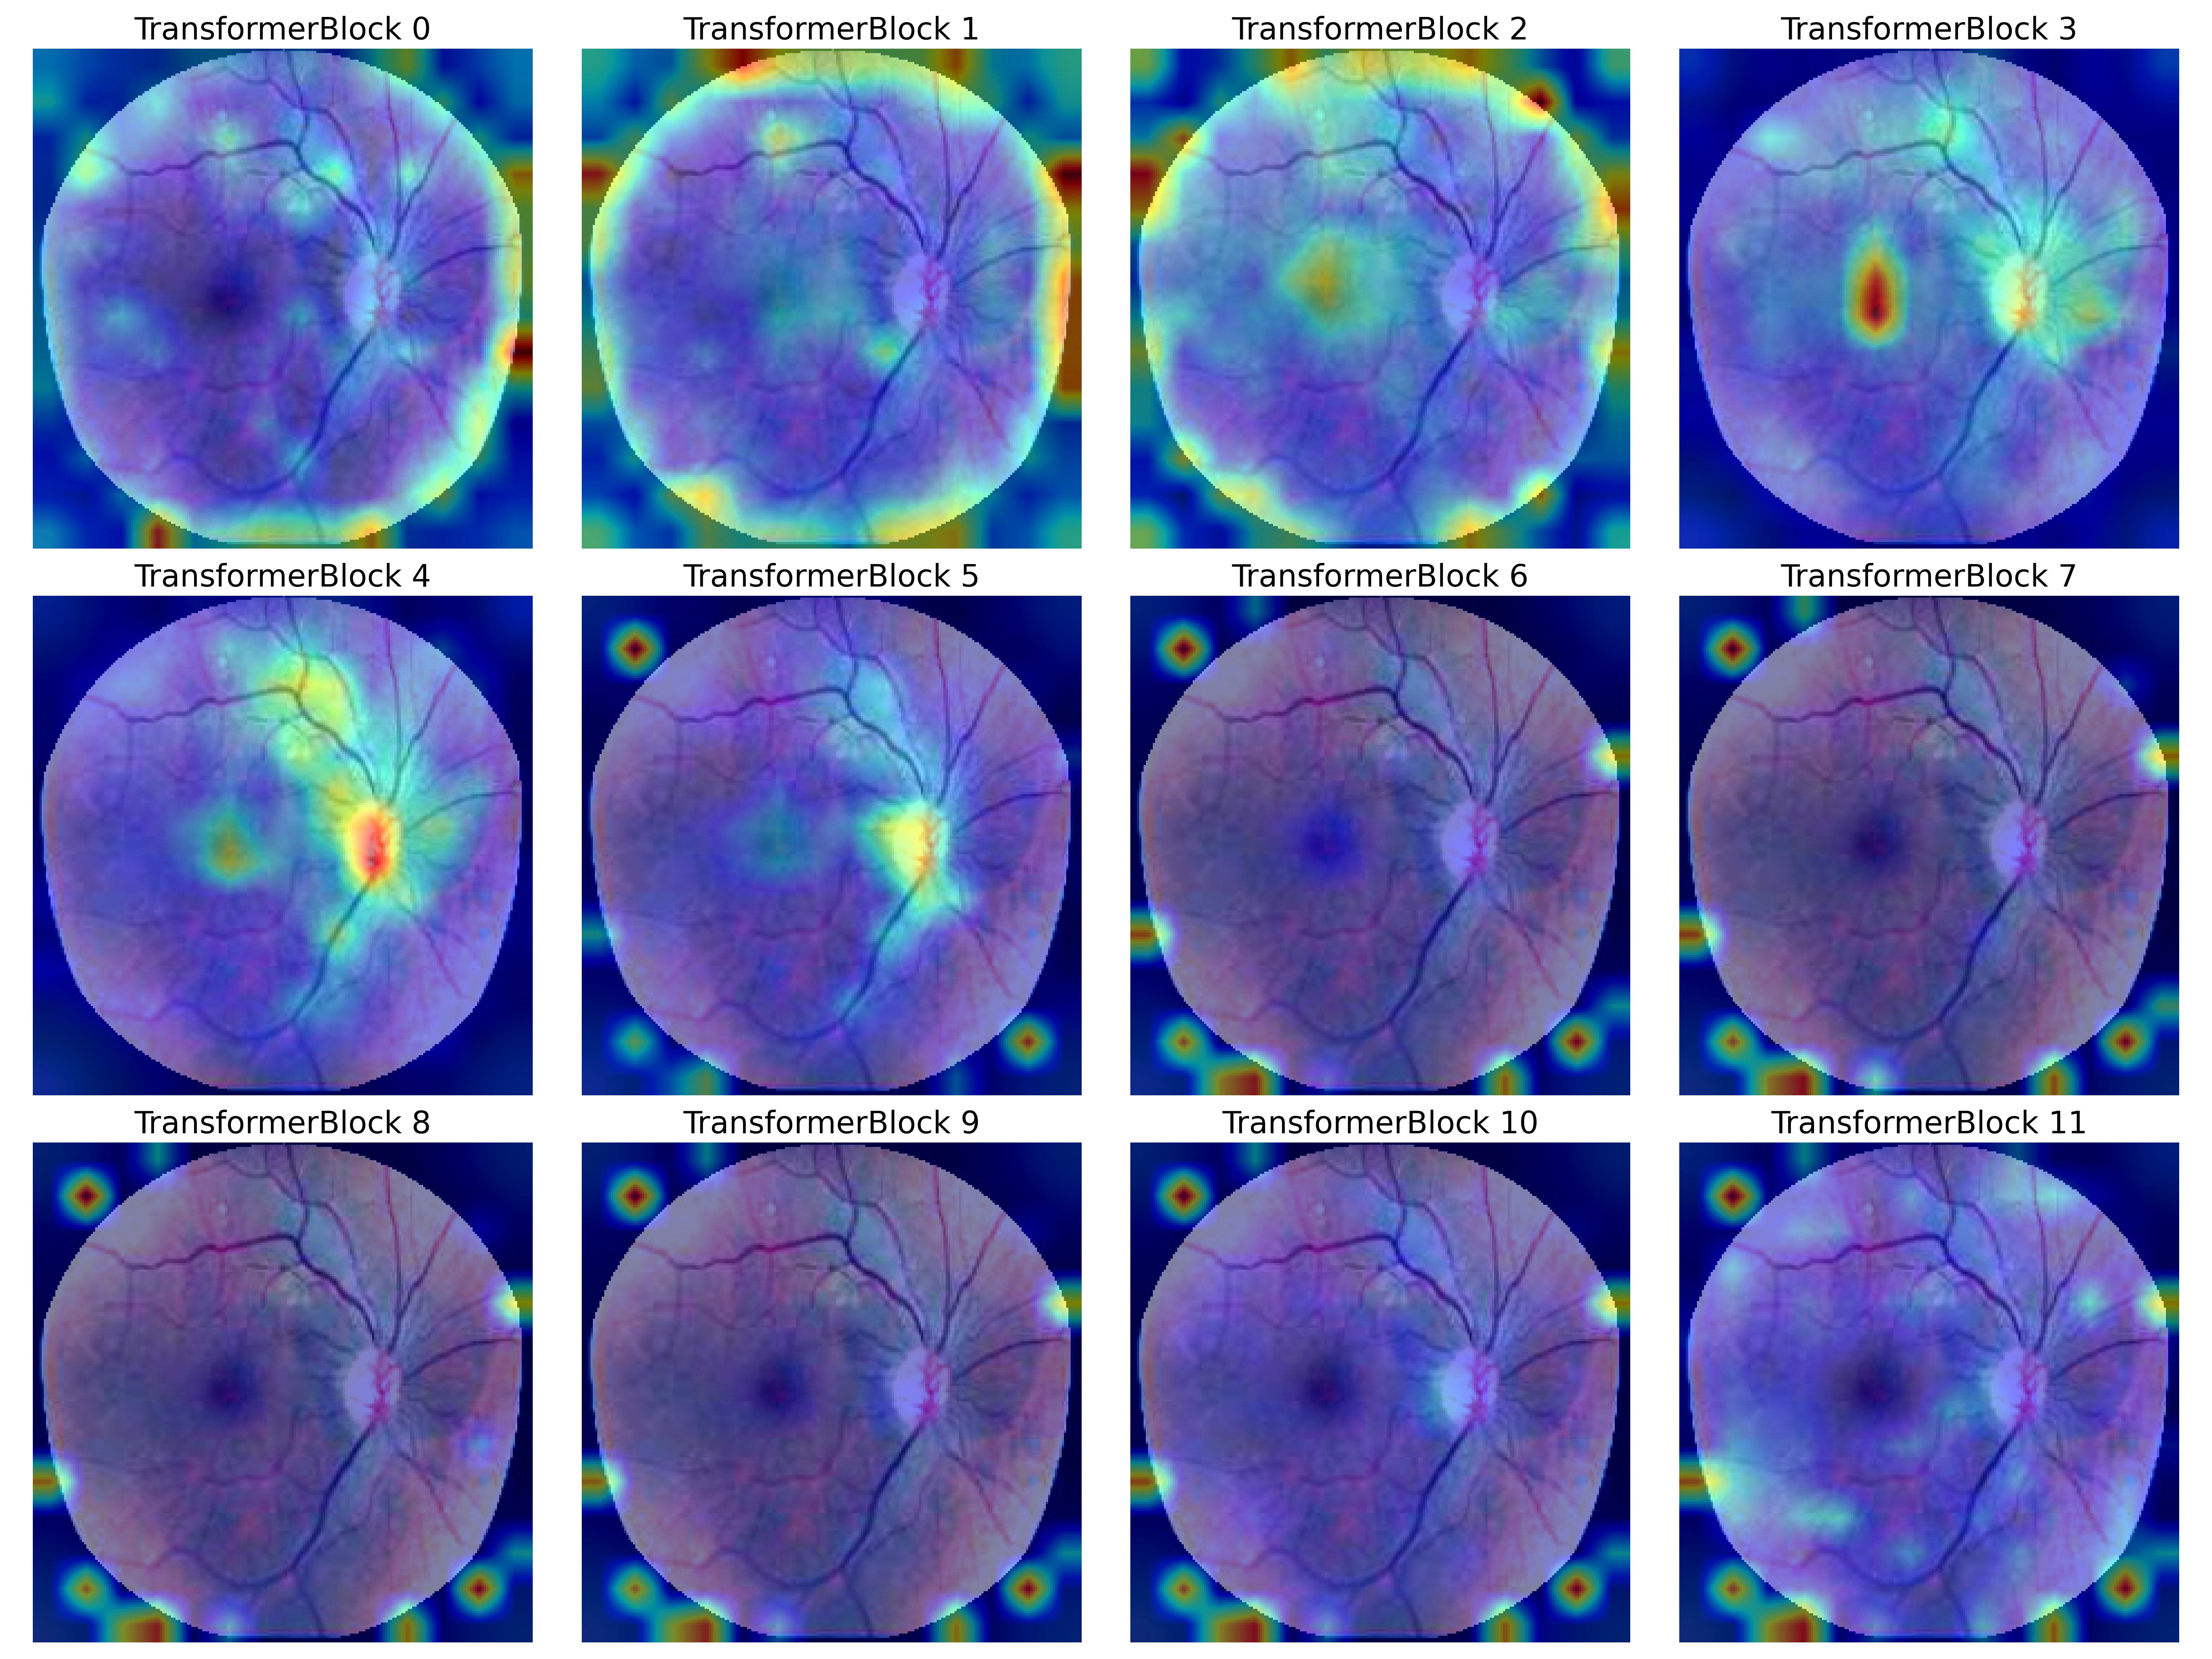 TransformerBlock 0
TransformerBlock 1
TransformerBlock 2
TransformerBlock 3
TransformerBlock 4
TransformerBlock 5
TransformerBlock 6
TransformerBlock 7
TransformerBlock 8
TransformerBlock 9
TransformerBlock 10
TransformerBlock 11